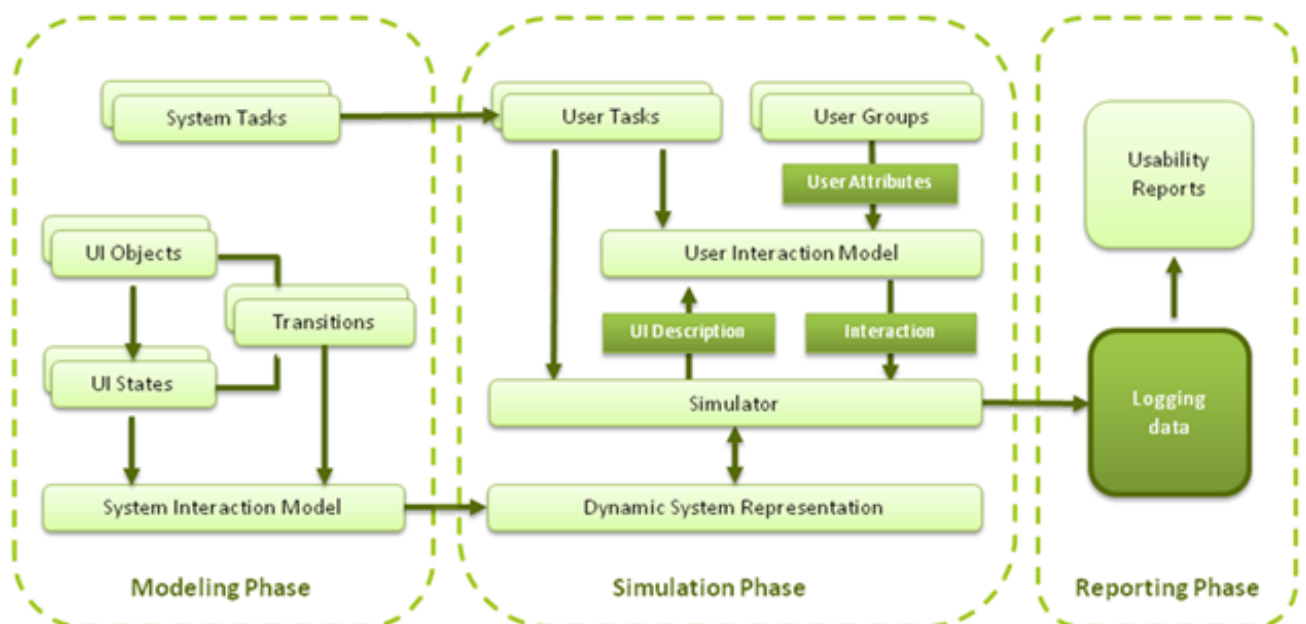 System Tasks
UI Objects
Transitions
UI States
System Interaction Model
Modeling Phase
User Tasks
User Groups
User Attributes
User Interaction Model
UI Description
Interaction
Simulator
Dynamic System Representation
Simulation Phase
Usability
Reports
Logging
data
Reporting Phase